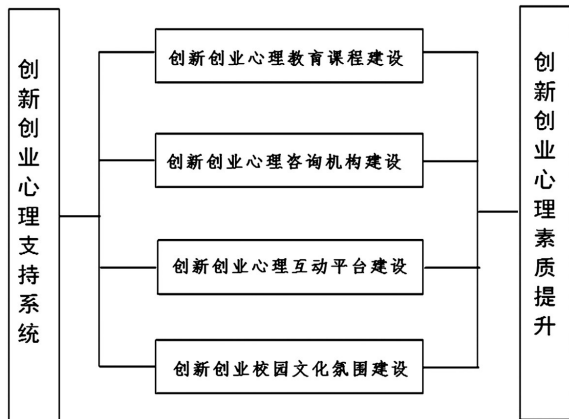 创新创业心理支持系统
创新创业心理教育课程建设
创新创业心理咨询机构建设
创新创业心理互动平台建设
创新创业校园文化氛围建设
创新创业心理素质提升